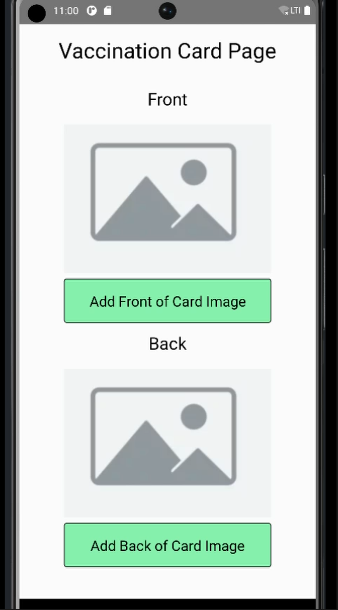 11:00 LTE
Vaccination Card Page
Front
Add Front of Card Image
Back
Add Back of Card Image